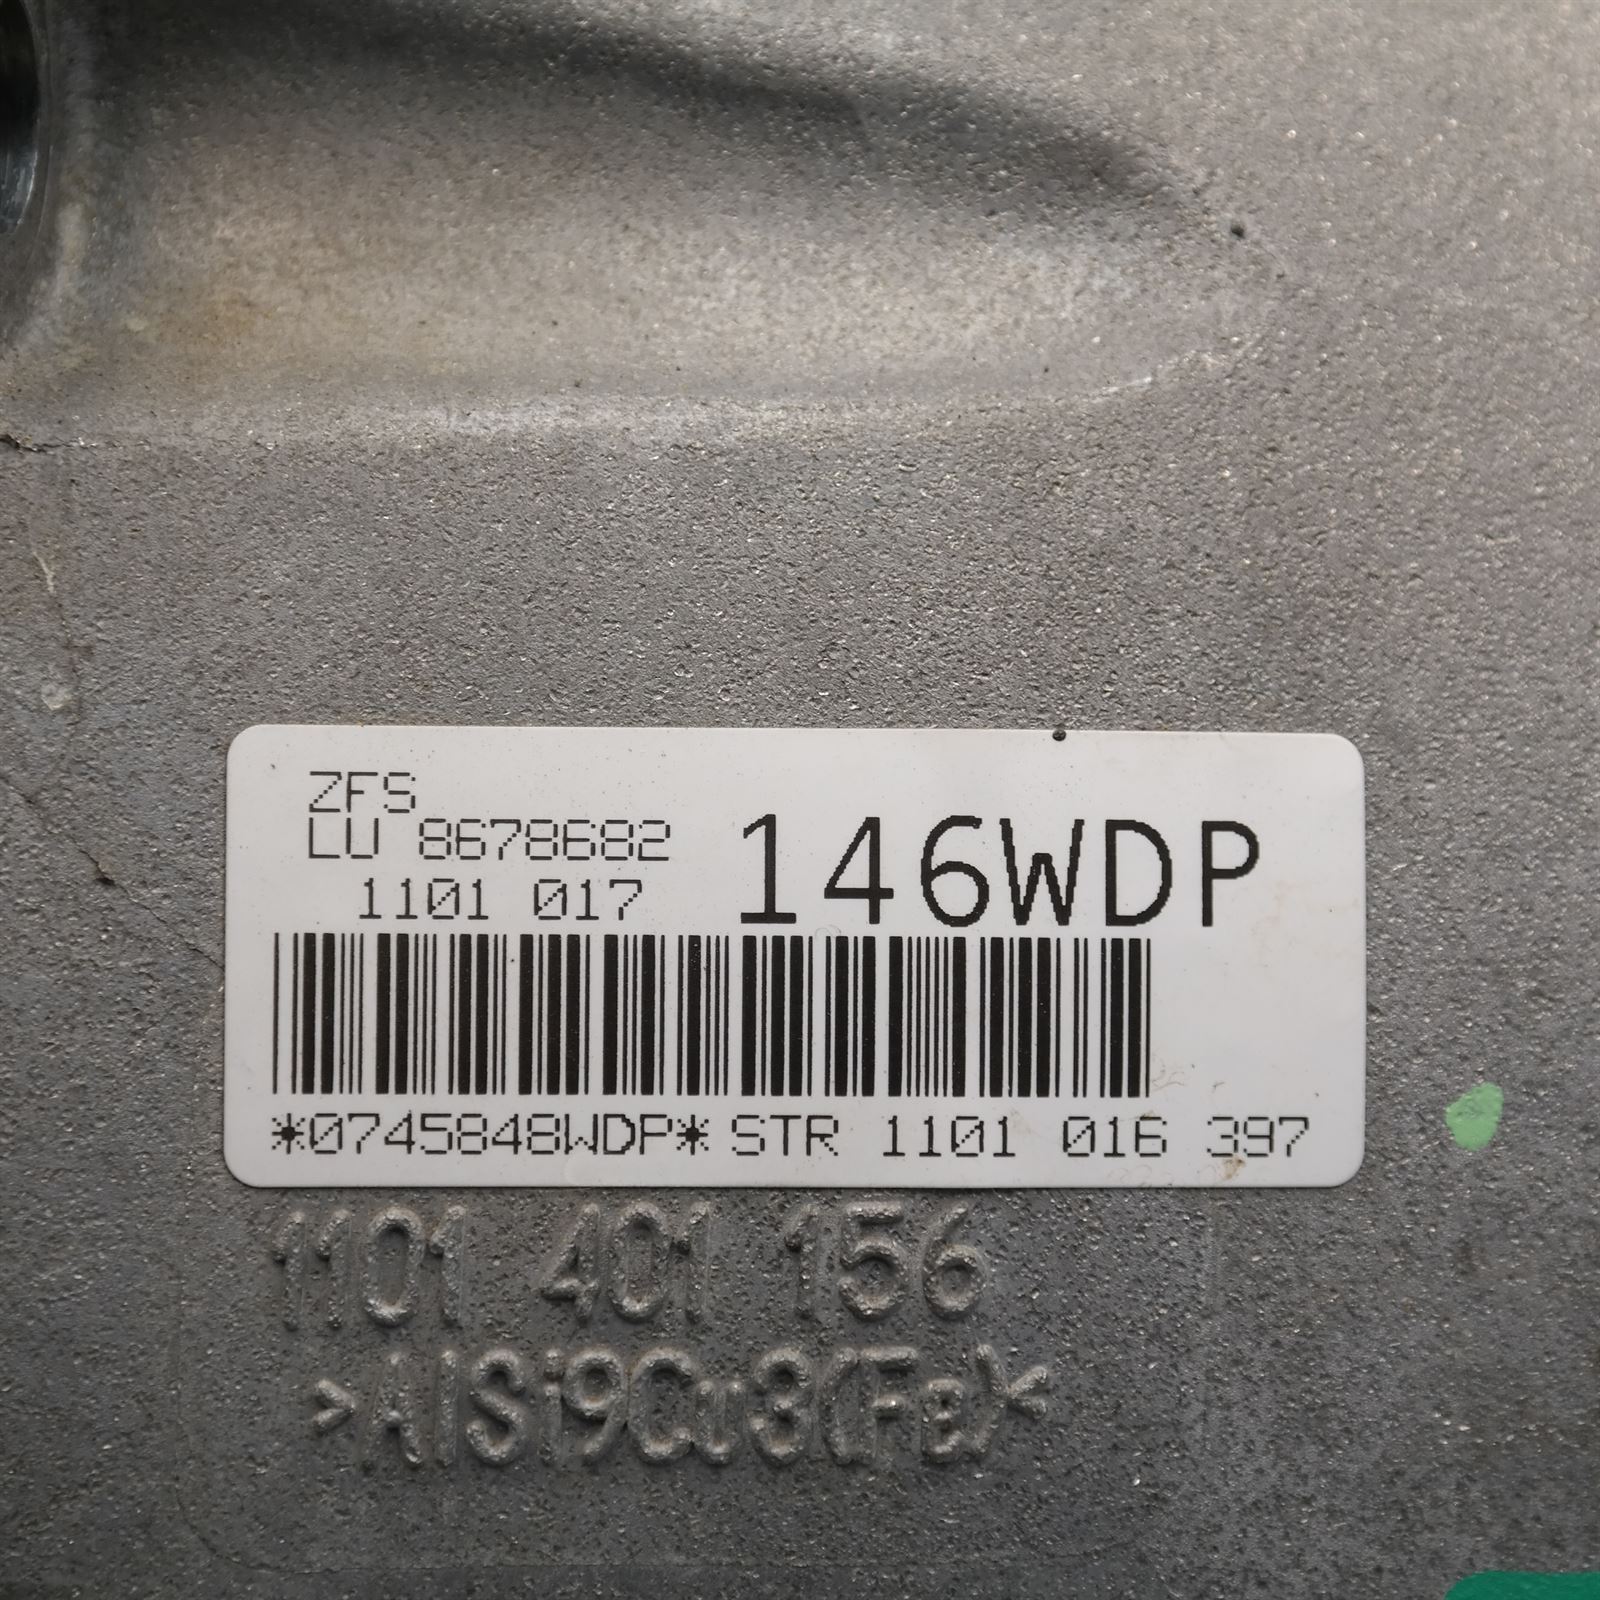 ZFS
LU 8678682
1101 017
146WDP
*0745848WDP* STR 1101 016 397
1101 401 156
>AlSi9Cu3(Fe)<